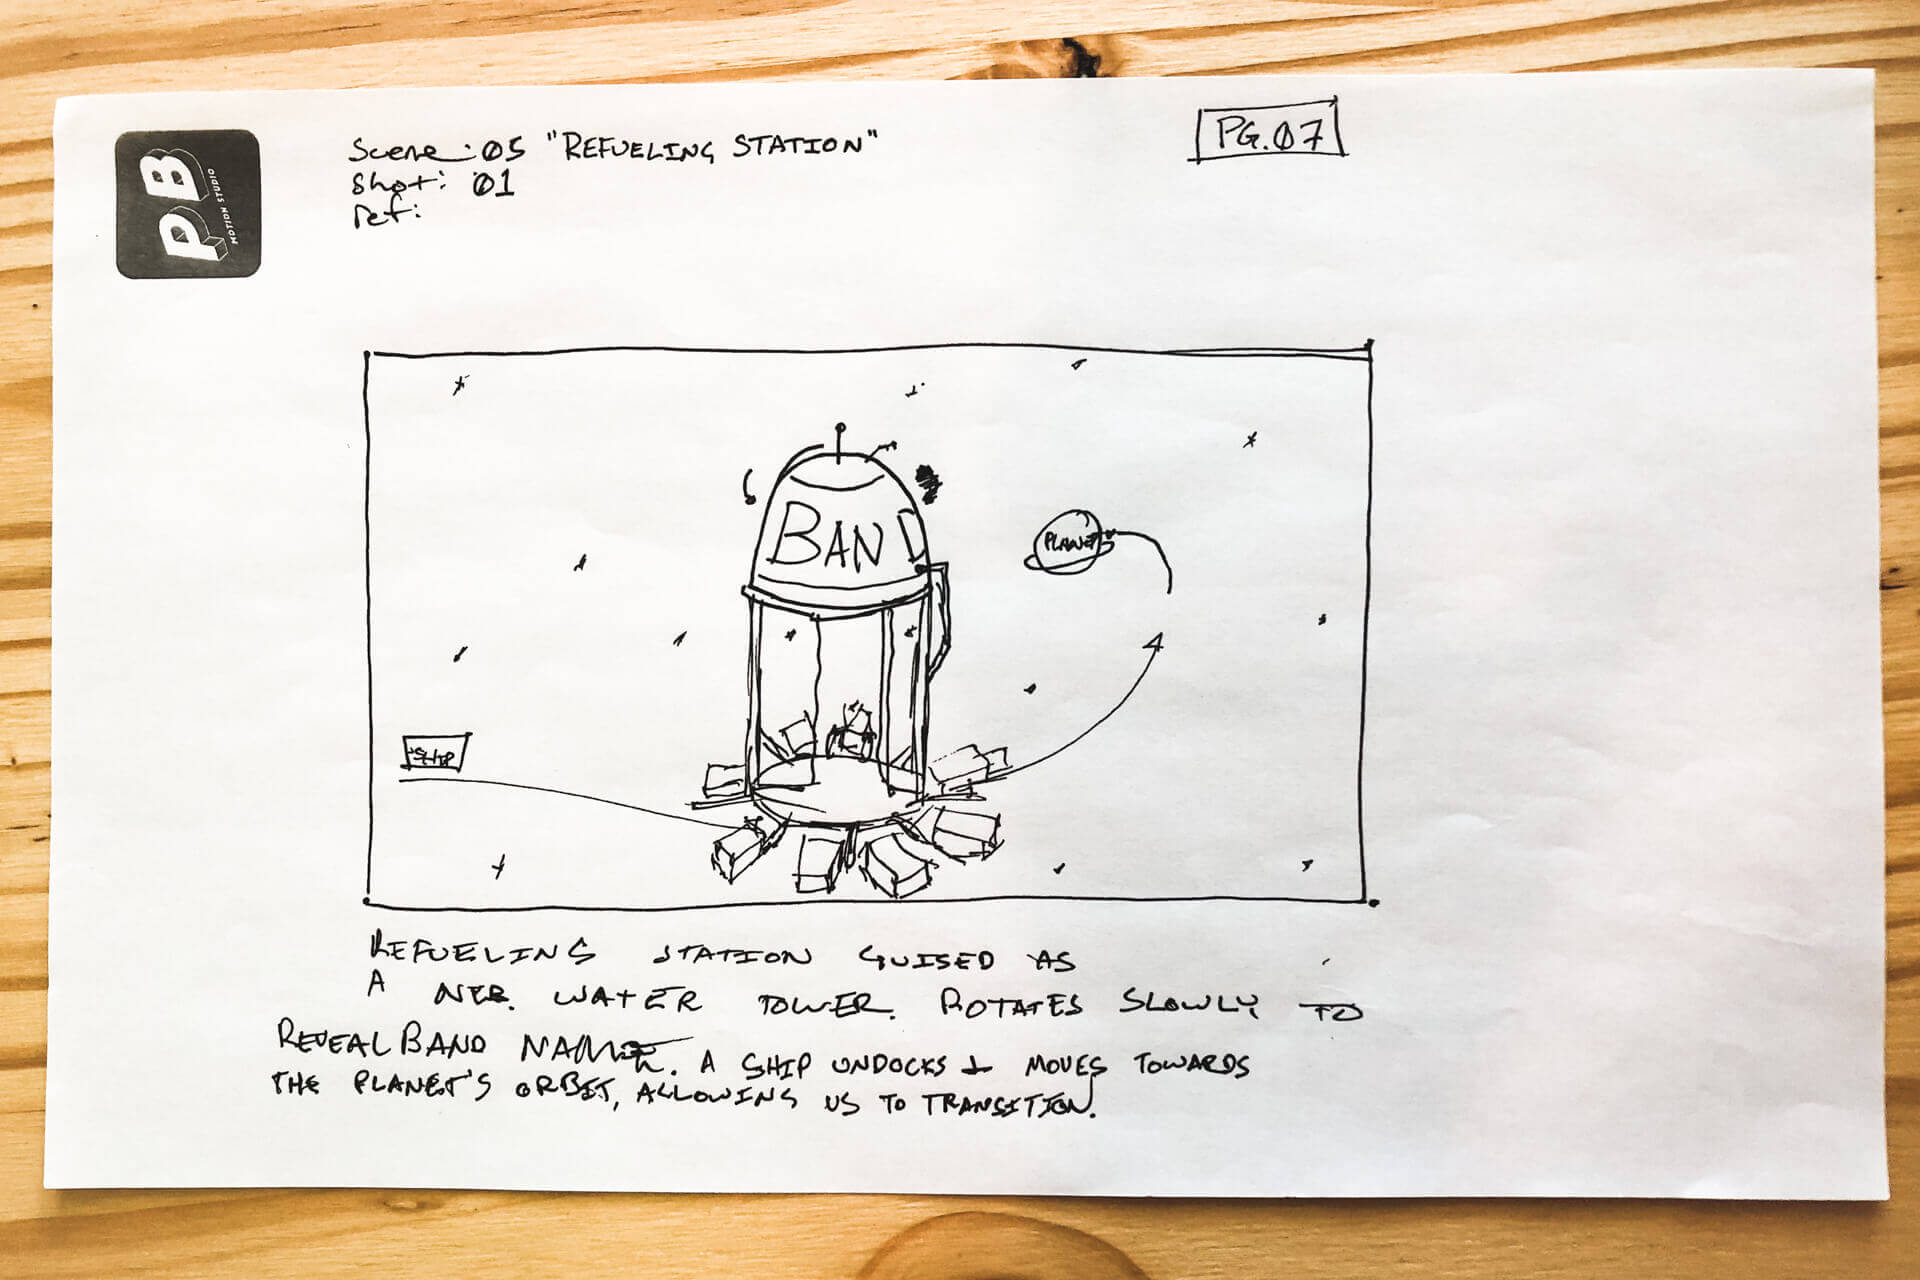 PB
MOTION STUDIO
Scene: 05 "REFUELING STATION"
Shot: 01
ref:
PG.07
BAND
PLANET
SHIP
REFUELING STATION GUISED AS
A NEB. WATER TOWER. ROTATES SLOWLY TO
REVEAL BAND NAME. A SHIP UNDOCKS & MOVES TOWARDS
THE PLANET'S ORBIT, ALLOWING US TO TRANSITION.